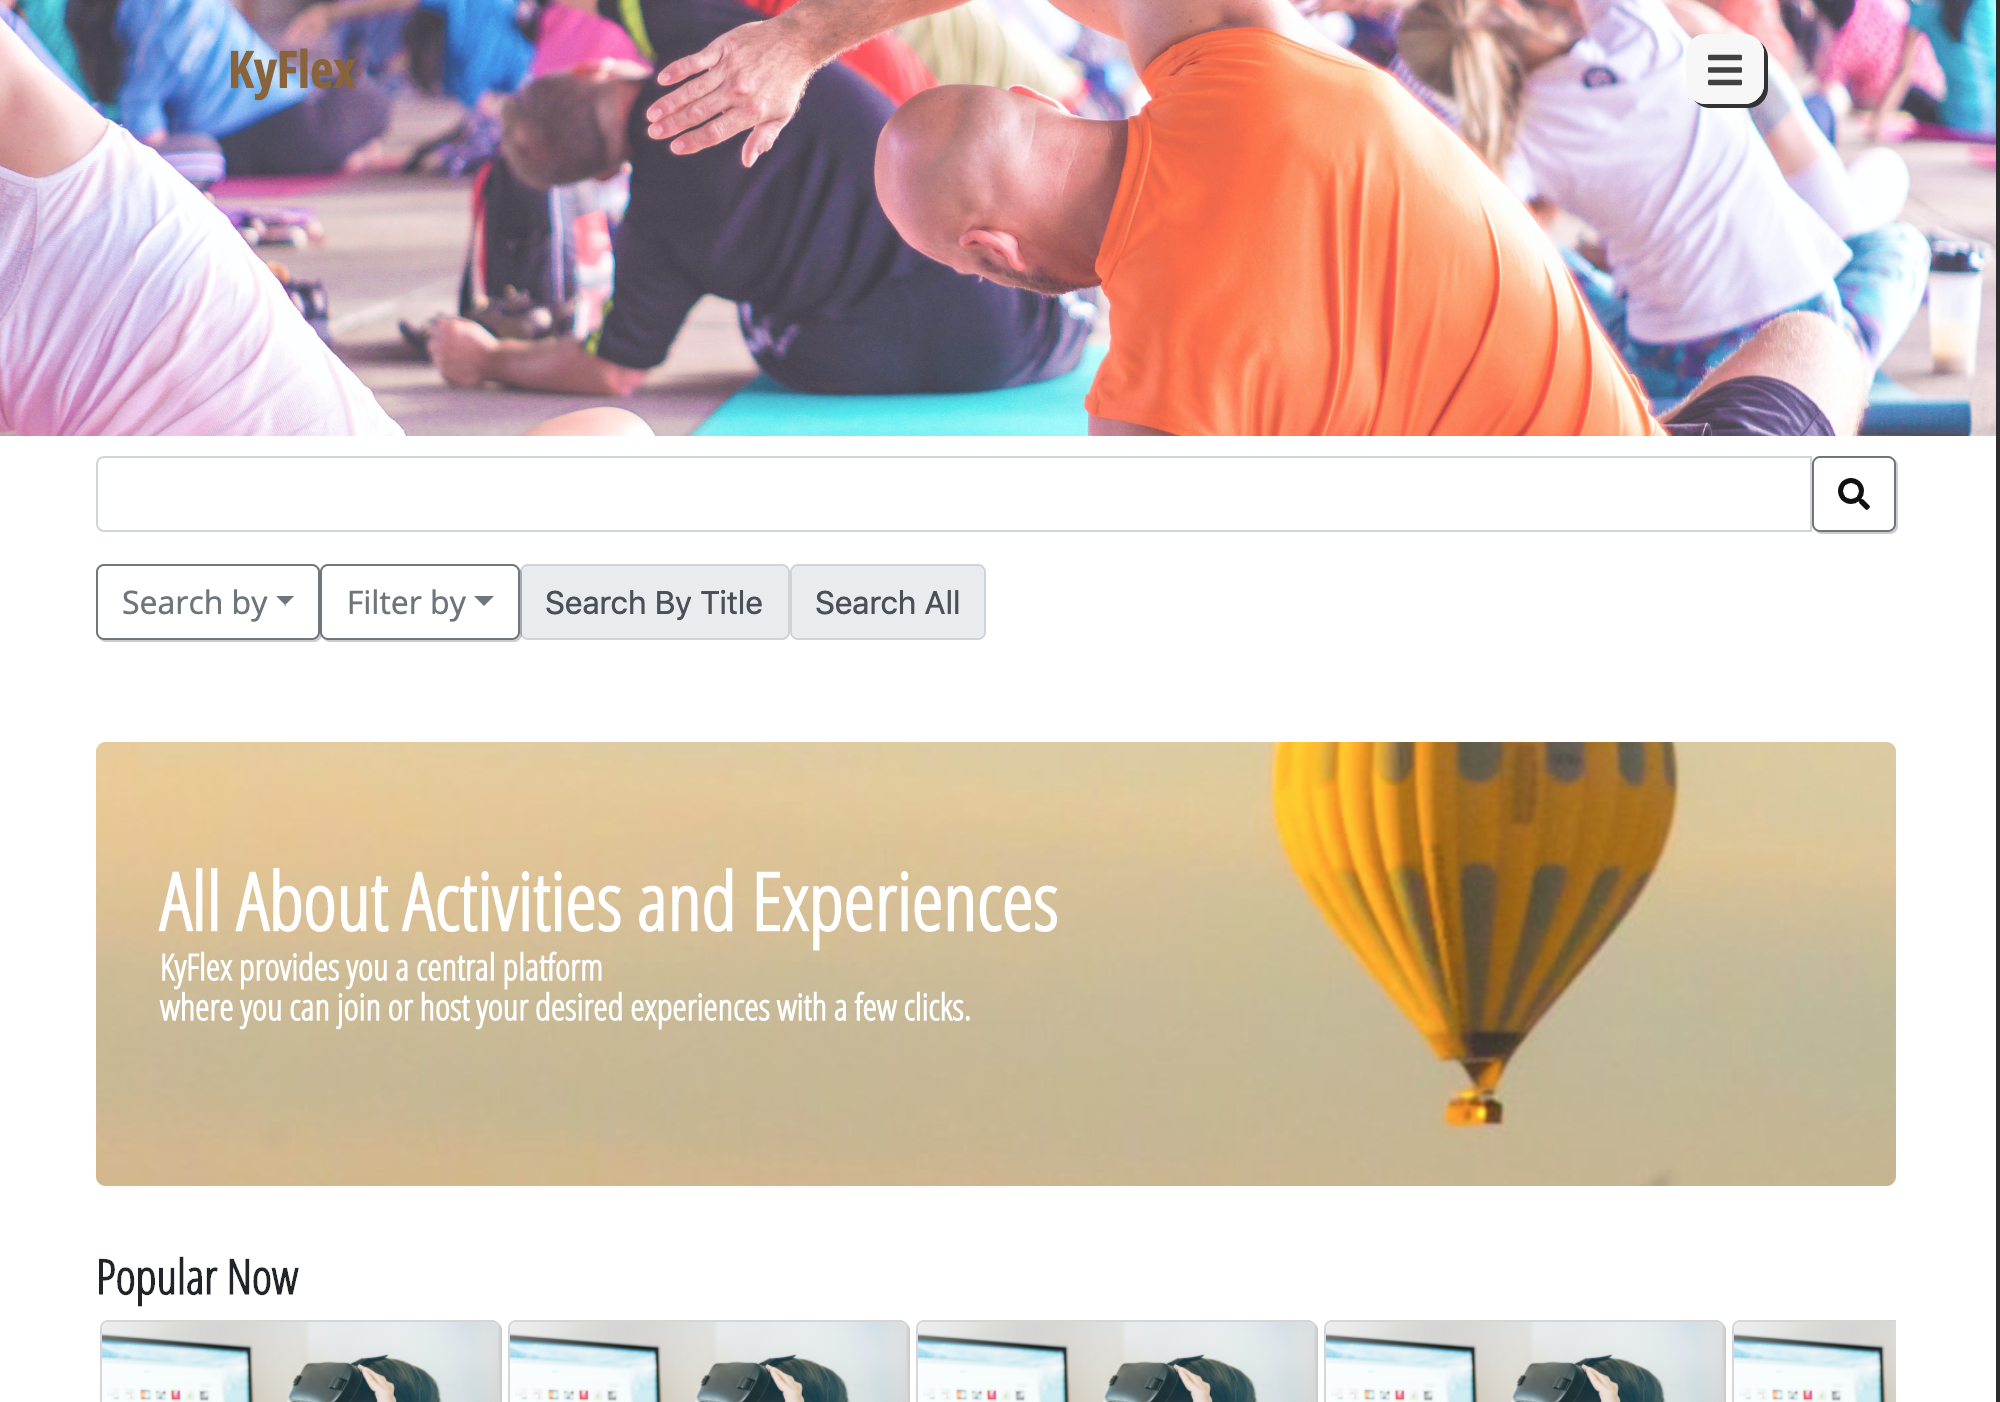 KyFlex
Search by
Filter by
Search By Title
Search All
All About Activities and Experiences
KyFlex provides you a central platform
where you can join or host your desired experiences with a few clicks.
Popular Now